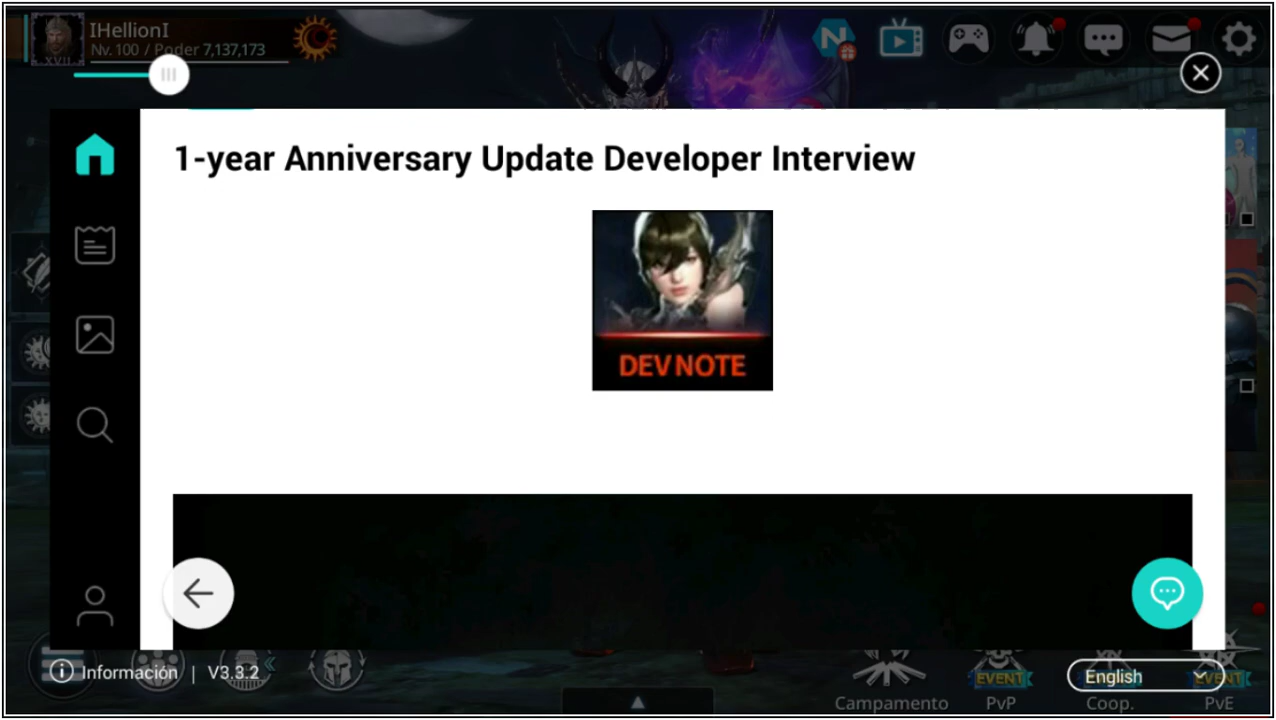 IHellionI
Nv. 100 / Poder 7,137,173
XVII
N
1-year Anniversary Update Developer Interview
DEV NOTE
Información | V3.3.2
English
EVENT
EVENT
Campamento
PvP
Coop.
PvE